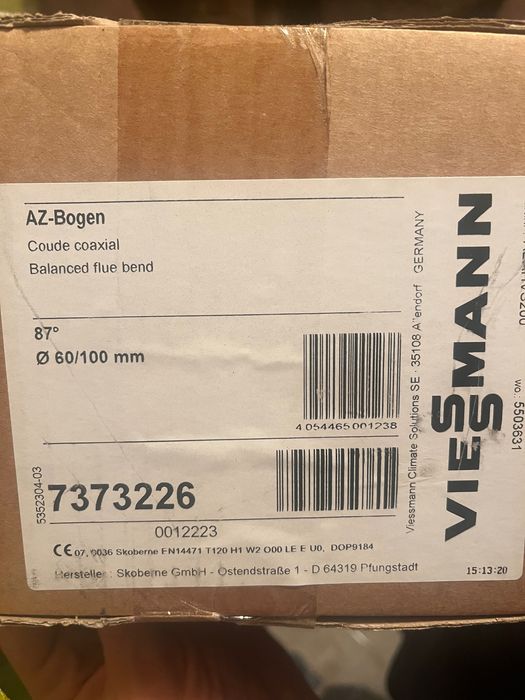 AZ-Bogen
Coude coaxial
Balanced flue bend
87°
Ø 60/100 mm
4 054465 001238
5352304-03
7373226
0012223
CE 07, 0036 Skoberne EN14471 T120 H1 W2 O00 LE E U0, DOP9184
Hersteller: Skoberne GmbH - Ostendstraße 1 - D 64319 Pfungstadt
Viessmann Climate Solutions SE · 35108 Allendorf GERMANY
VIESSMANN
wo.: 5503631
15:13:20